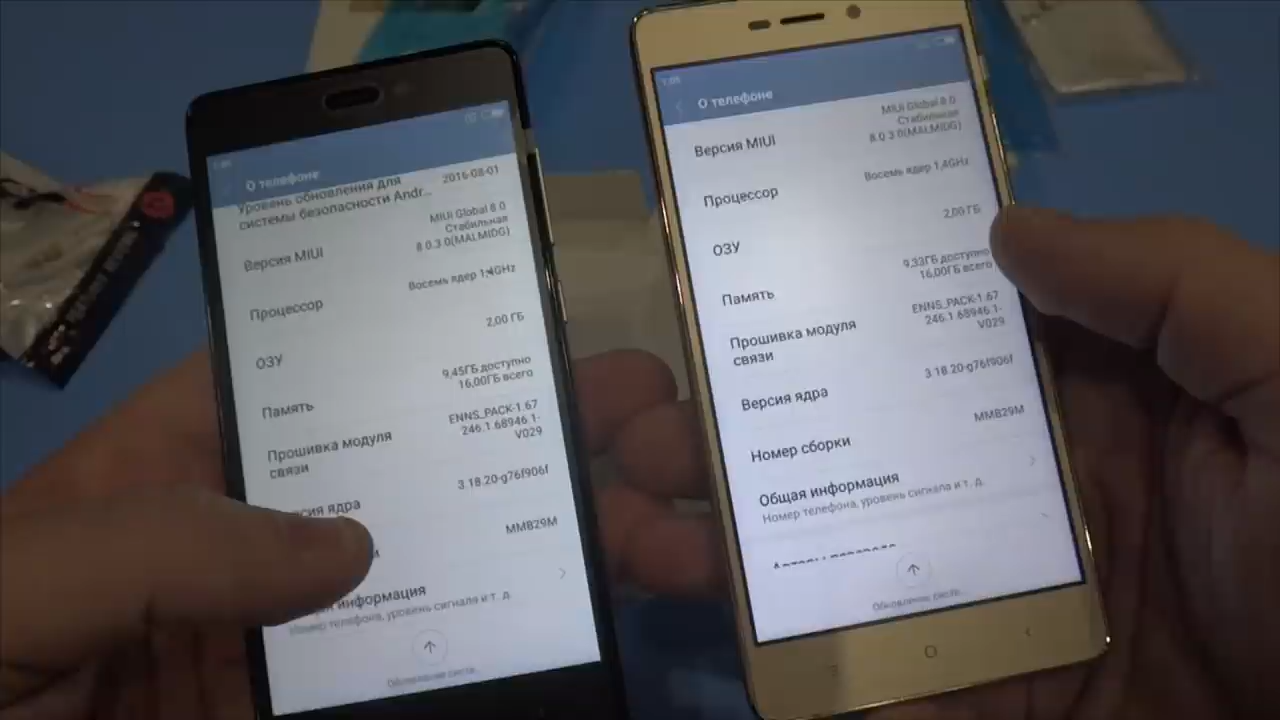 О телефоне
Уровень обновления для
системы безопасности Andr...
2016-08-01
Версия MIUI
MIUI Global 8.0
Стабильная
8.0.3.0(MALMIDG)
Процессор
Восемь ядер 1,4GHz
ОЗУ
2,00 ГБ
Память
9,45ГБ доступно
16,00ГБ всего
Прошивка модуля
связи
ENNS_PACK-1.67
246.1.68946.1-
V029
ядра
3.18.20-g76f906f
MMB29M
информация
Номер телефона, уровень сигнала и т. д.
Обновление систе...
1:05
О телефоне
Версия MIUI
MIUI Global 8.0
Стабильная
8.0.3.0(MALMIDG)
Процессор
Восемь ядер 1,4GHz
ОЗУ
2,00 ГБ
Память
9,33ГБ доступно
16,00ГБ всего
Прошивка модуля
связи
ENNS_PACK-1.67
246.1.68946.1-
V029
Версия ядра
3.18.20-g76f906f
Номер сборки
MMB29M
Общая информация
Номер телефона, уровень сигнала и т. д.
Обновление систе...